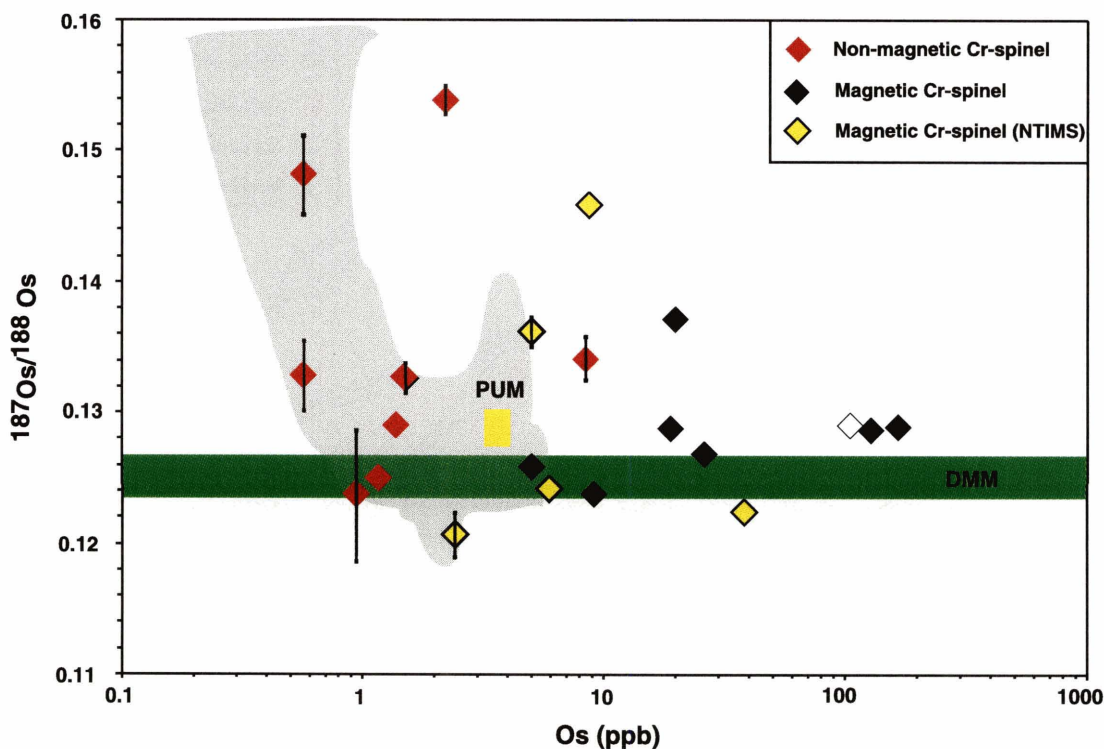 0.16
0.15
0.14
0.13
0.12
0.11
187Os/188 Os
0.1
1
10
100
1000
Os (ppb)
Non-magnetic Cr-spinel
Magnetic Cr-spinel
Magnetic Cr-spinel (NTIMS)
PUM
DMM